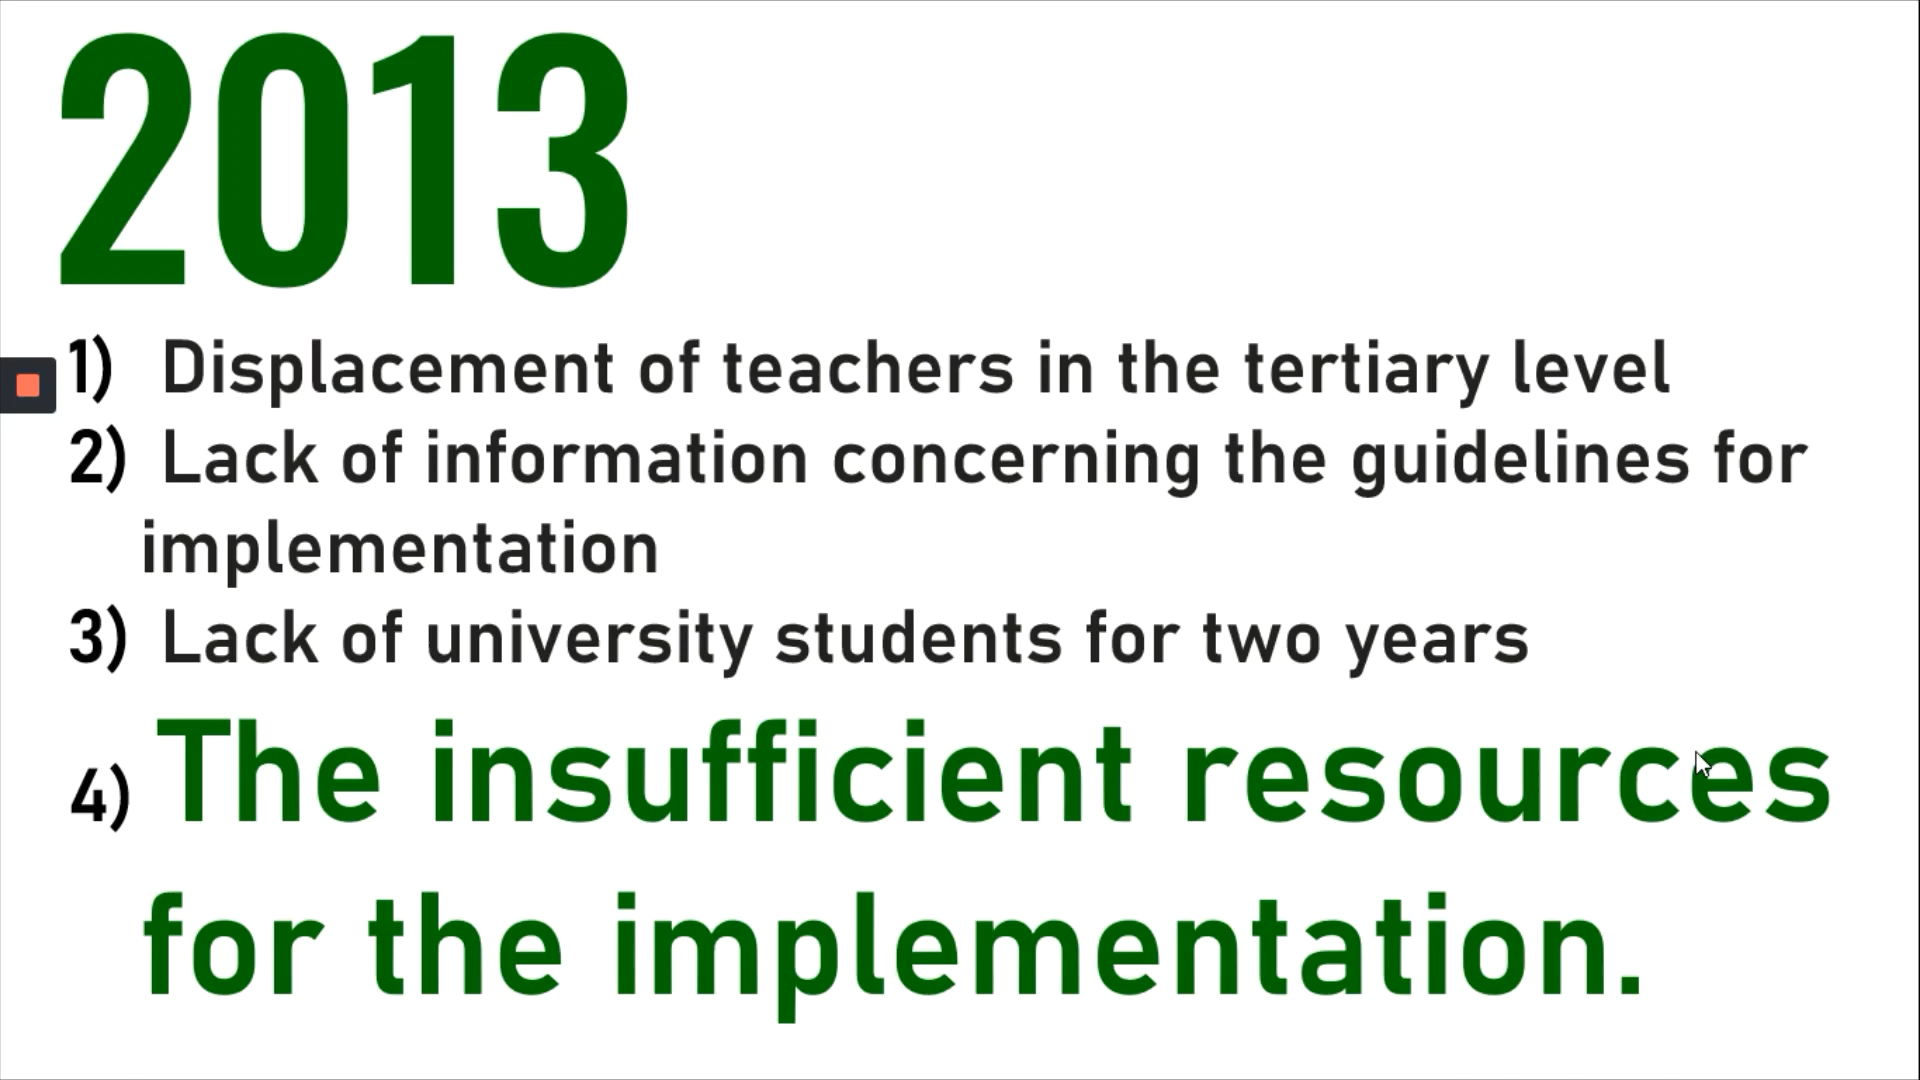 2013
1) Displacement of teachers in the tertiary level
2) Lack of information concerning the guidelines for
implementation
3) Lack of university students for two years
4) The insufficient resources
for the implementation.